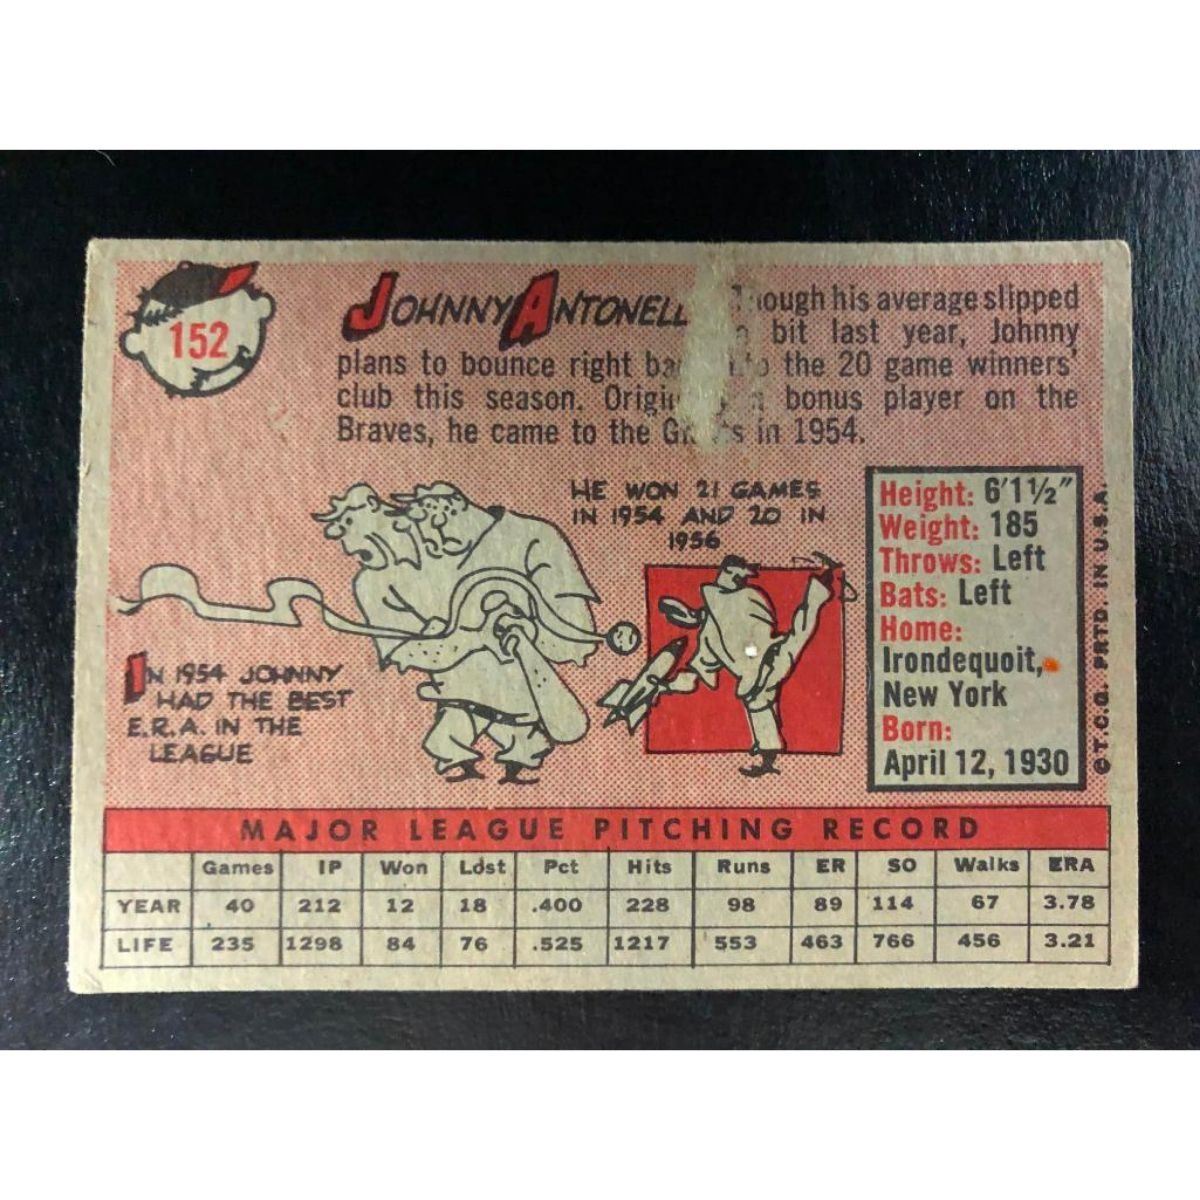 152
JOHNNY ANTONELL
Though his average slipped
a bit last year, Johnny
plans to bounce right to the 20 game winners'
club this season. bonus player on the
Braves, he came to the in 1954.
HE WON 21 GAMES
IN 1954 AND 20 IN
1956
IN 1954 JOHNNY
HAD THE BEST
E.R.A. IN THE
LEAGUE
Height: 6'1½"
Weight: 185
Throws: Left
Bats: Left
Home:
Irondequoit,
New York
Born:
April 12, 1930
©T.C.G. PRTD. IN U.S.A.
MAJOR LEAGUE PITCHING RECORD
Games IP Won Lost Pct Hits Runs ER SO Walks ERA
YEAR 40 212 12 18 .400 228 98 89 114 67 3.78
LIFE 235 1298 84 76 .525 1217 553 463 766 456 3.21